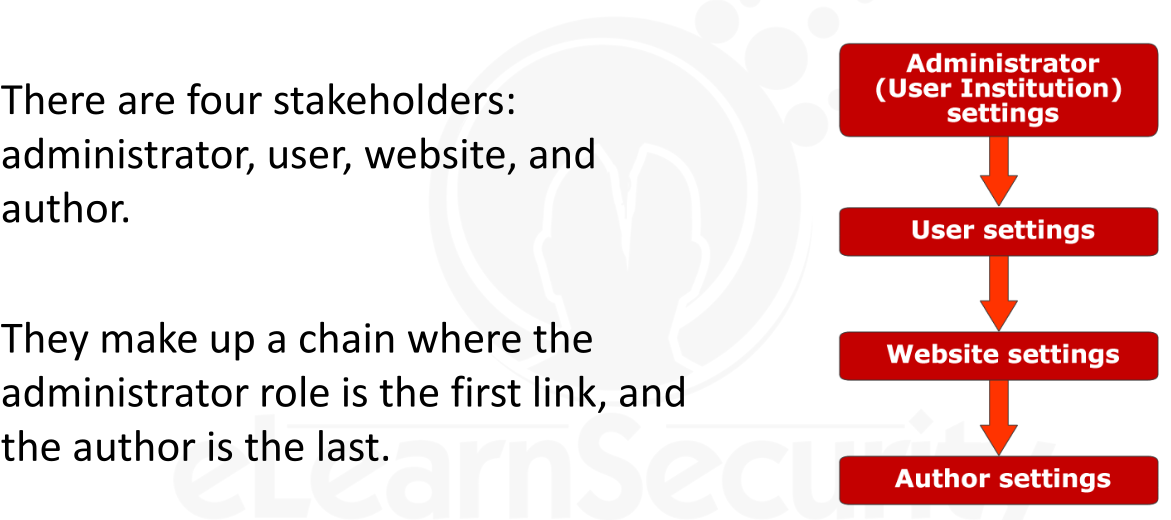 There are four stakeholders:
administrator, user, website, and
author.
They make up a chain where the
administrator role is the first link, and
the author is the last.
Administrator
(User Institution)
settings
User settings
Website settings
Author settings
eLearnSecurity